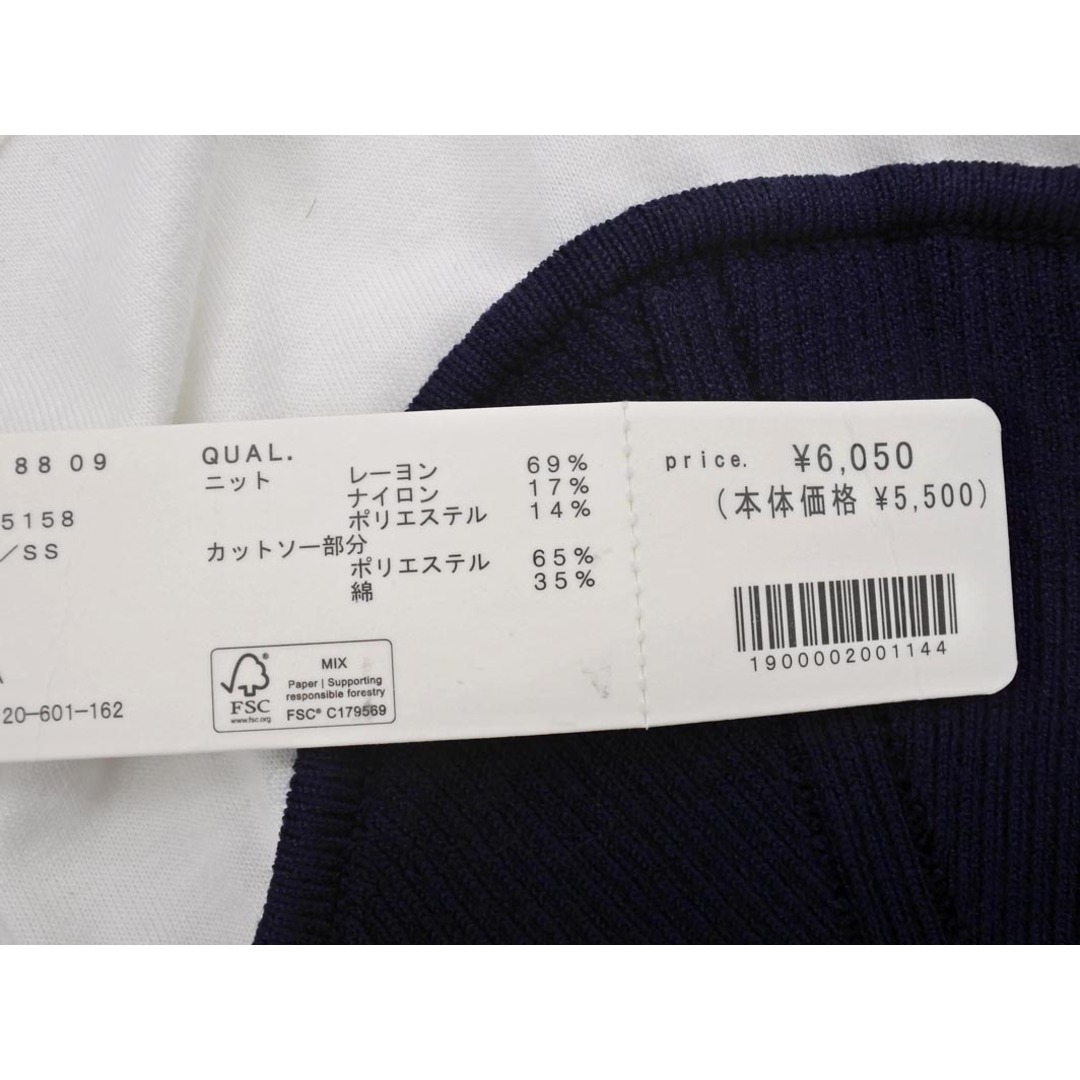 88 09
5158
／SS
20-601-162
QUAL.
ニット
レーヨン 69%
ナイロン 17%
ポリエステル 14%
カットソー部分
ポリエステル 65%
綿 35%
FSC®
www.fsc.org
MIX
Paper | Supporting
responsible forestry
FSC® C179569
price. ¥6,050
(本体価格 ¥5,500)
1900002001144